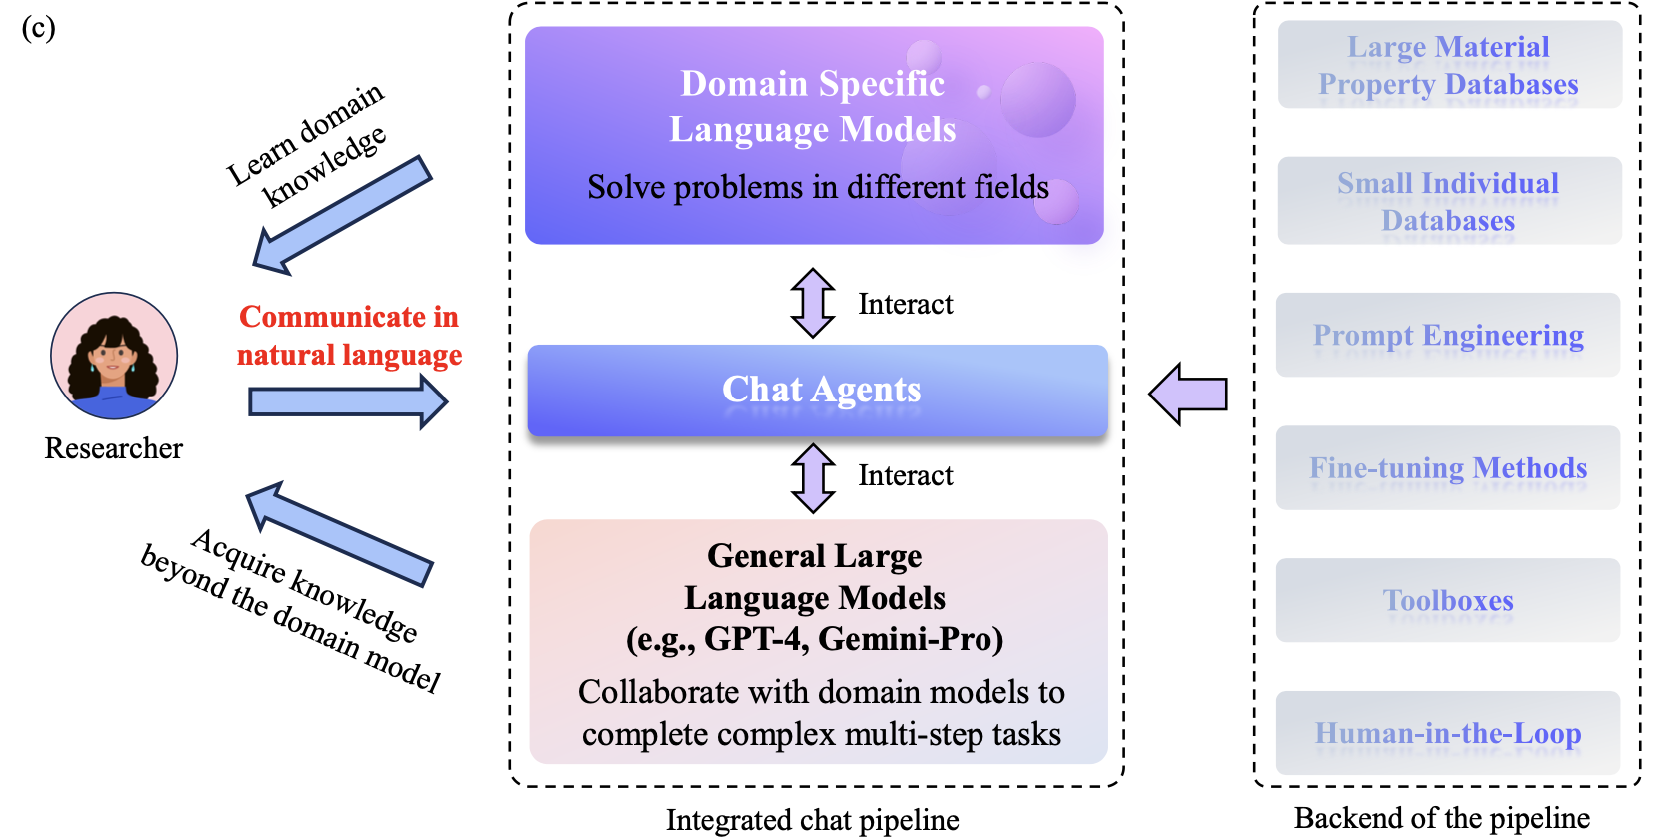 (c)
Learn domain
knowledge
Communicate in
natural language
Researcher
Acquire knowledge
beyond the domain model
Domain Specific
Language Models
Solve problems in different fields
Interact
Chat Agents
Interact
General Large
Language Models
(e.g., GPT-4, Gemini-Pro)
Collaborate with domain models to
complete complex multi-step tasks
Integrated chat pipeline
Large Material
Property Databases
Small Individual
Databases
Prompt Engineering
Fine-tuning Methods
Toolboxes
Human-in-the-Loop
Backend of the pipeline